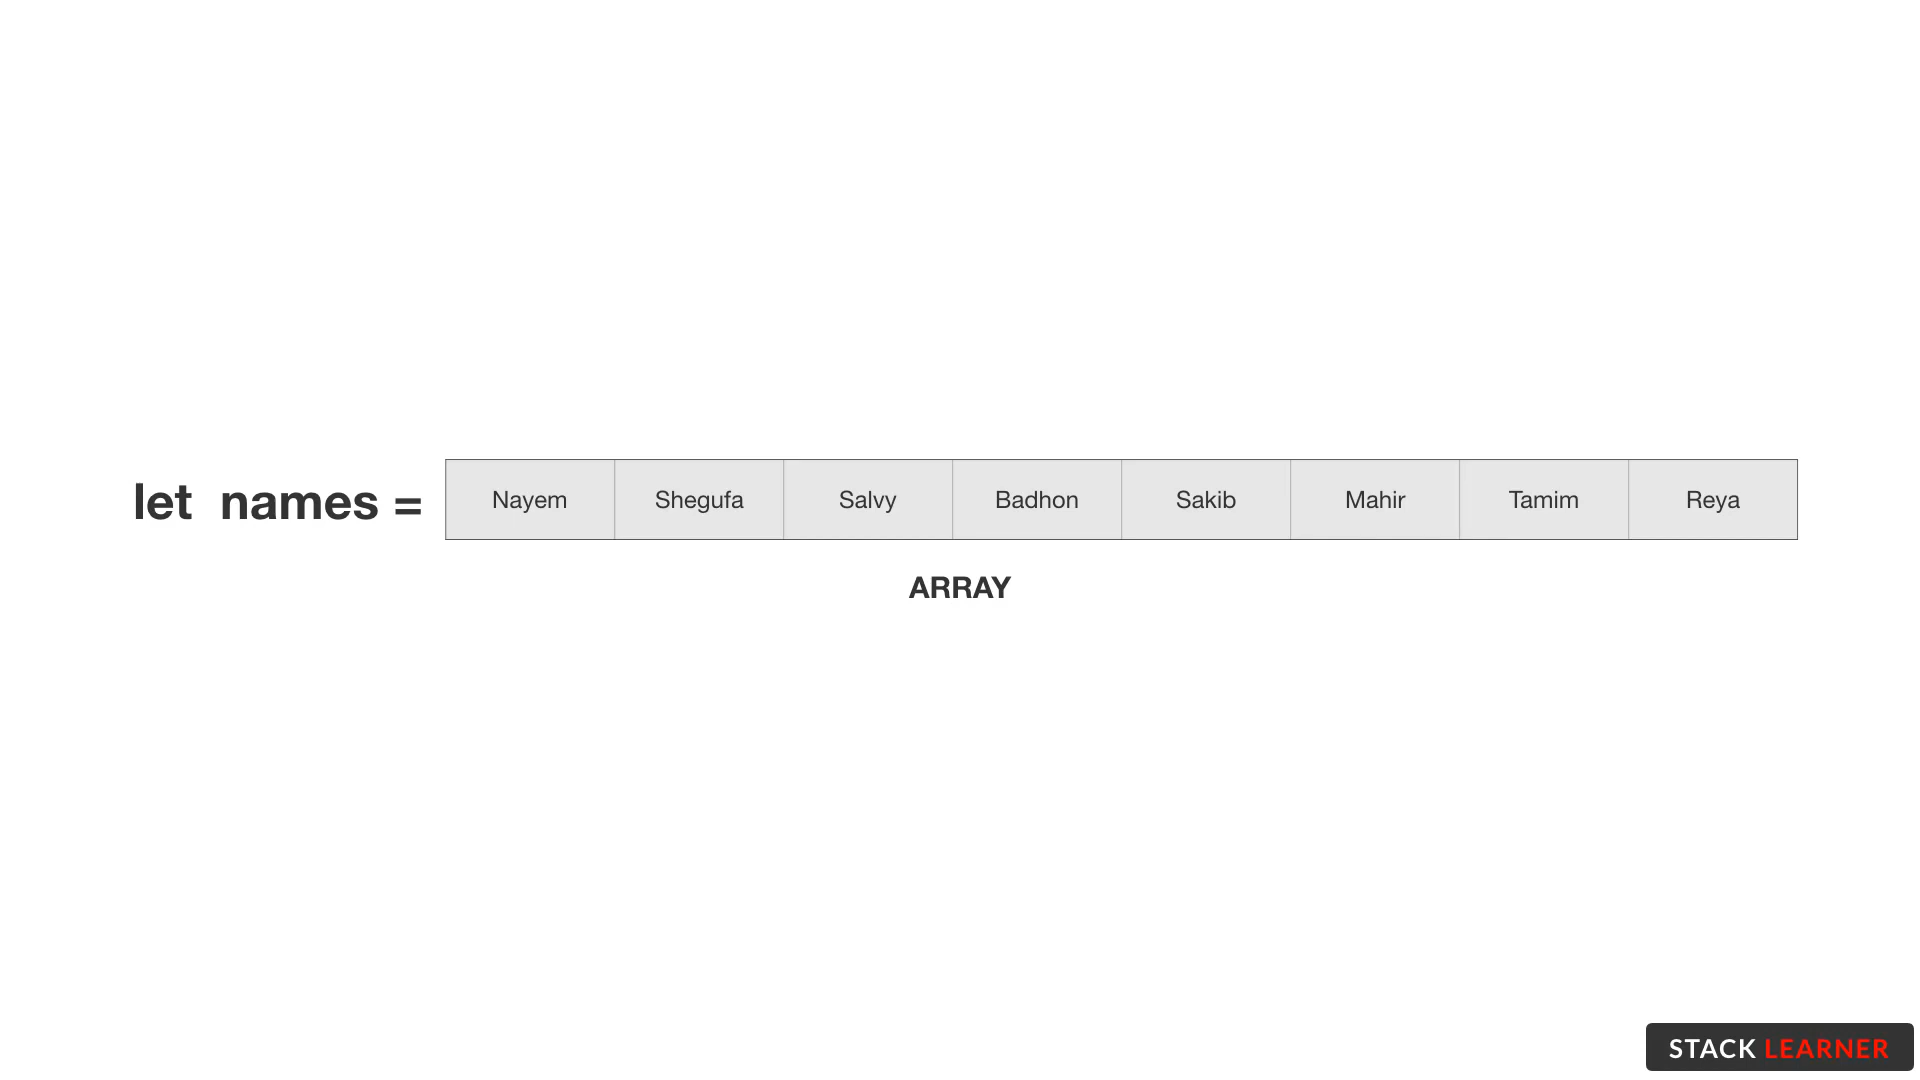 let names = Nayem Shegufa Salvy Badhon Sakib Mahir Tamim Reya
ARRAY
STACK LEARNER